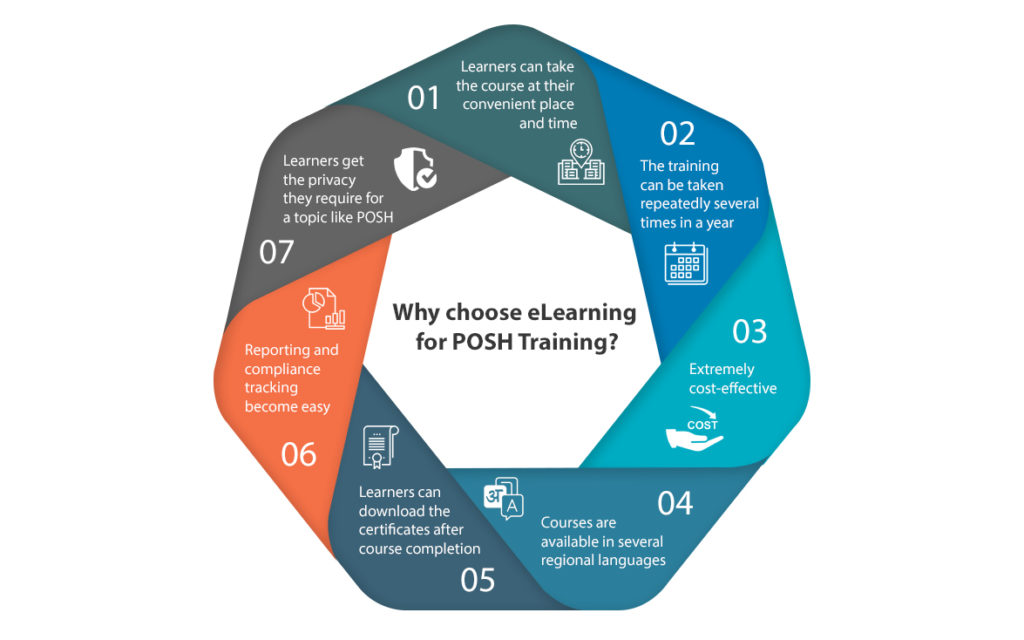 Why choose eLearning
for POSH Training?
01
Learners can take
the course at their
convenient place
and time
02
The training
can be taken
repeatedly several
times in a year
03
Extremely
cost-effective
COST
04
Courses are
available in several
regional languages
अ
A
05
Learners can
download the
certificates after
course completion
06
Reporting and
compliance
tracking
become easy
07
Learners get
the privacy
they require for
a topic like POSH